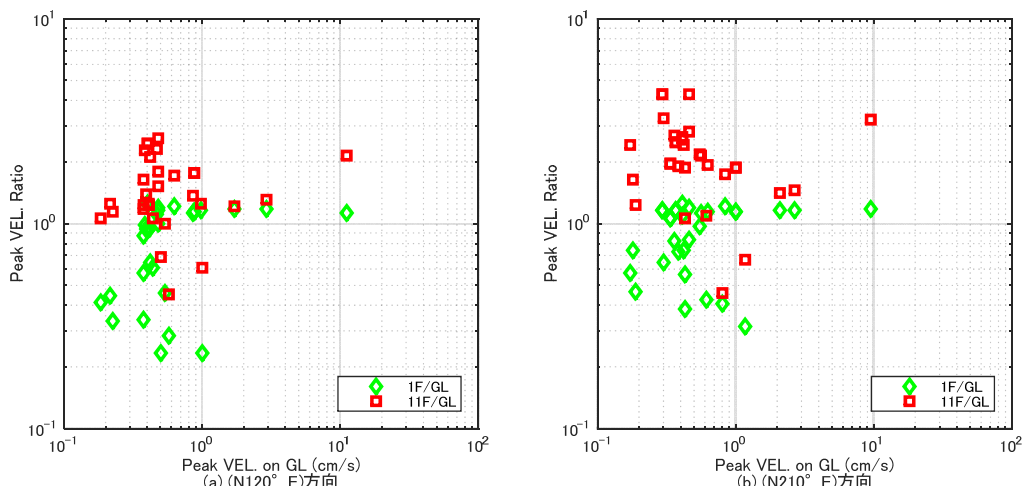 10¹
10⁰
10⁻¹
Peak VEL. Ratio
1F/GL
11F/GL
10⁻¹ 10⁰ 10¹ 10²
Peak VEL. on GL (cm/s)
(a) (N120°E)方向
10¹
10⁰
10⁻¹
Peak VEL. Ratio
1F/GL
11F/GL
10⁻¹ 10⁰ 10¹ 10²
Peak VEL. on GL (cm/s)
(b) (N210°E)方向